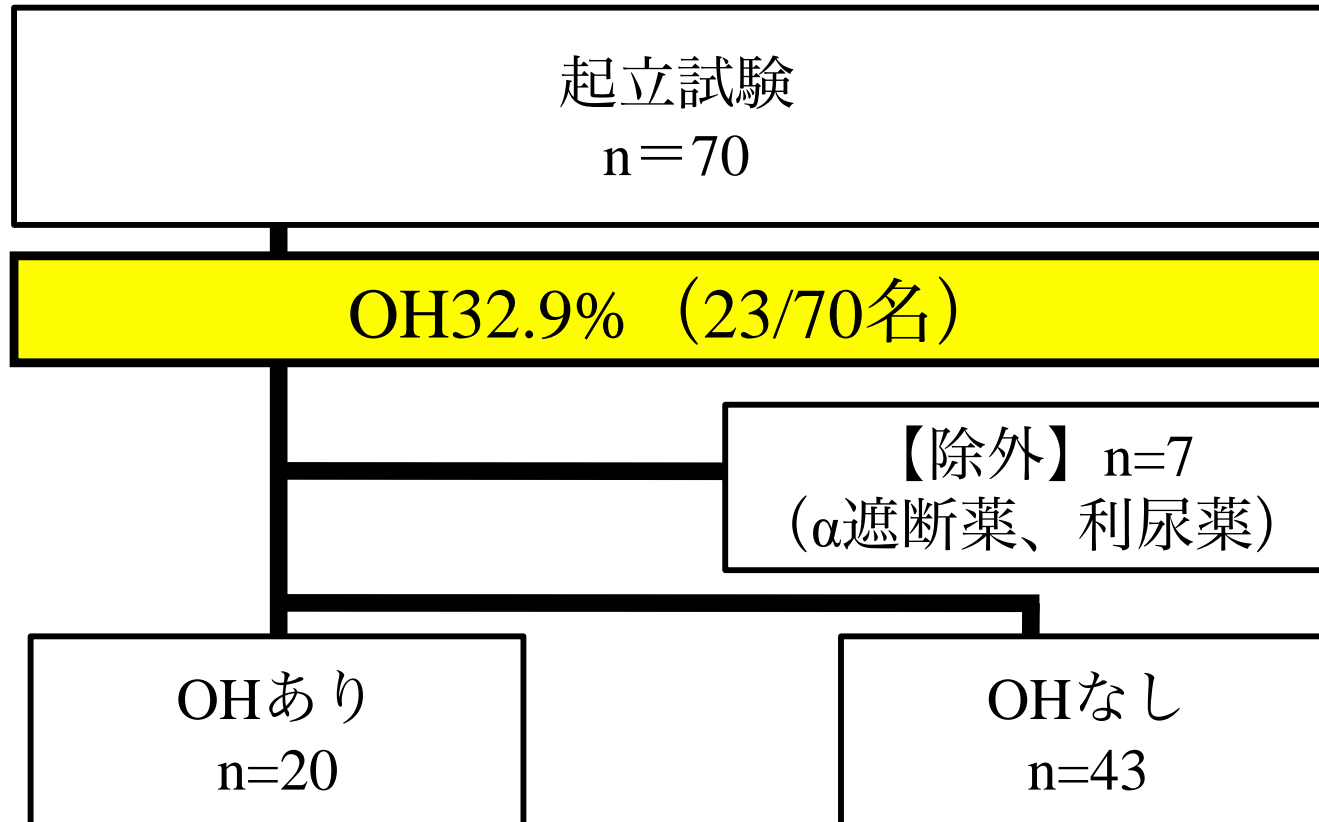 起立試験
n＝70
OH32.9%（23/70名）
【除外】n=7
（α遮断薬、利尿薬）
OHあり
n=20
OHなし
n=43